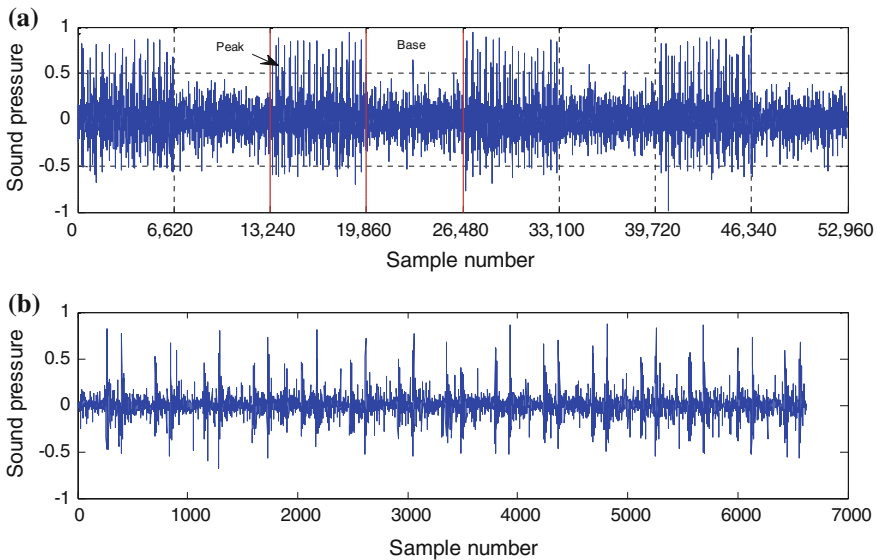 (a)
Sound pressure
1
0.5
0
-0.5
-1
Peak
Base
0 6,620 13,240 19,860 26,480 33,100 39,720 46,340 52,960
Sample number
(b)
Sound pressure
1
0.5
0
-0.5
-1
0 1000 2000 3000 4000 5000 6000 7000
Sample number